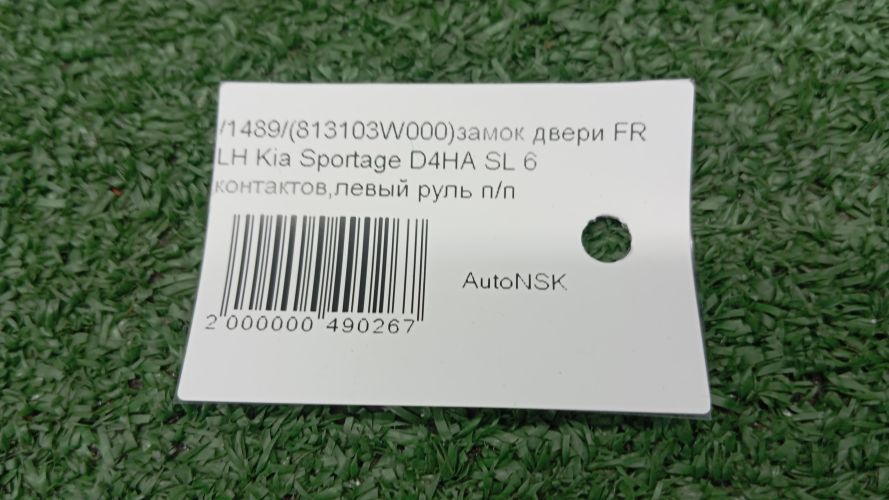 /1489/(813103W000)замок двери FR
LH Kia Sportage D4HA SL 6
контактов,левый руль п/п
AutoNSK
2 000000 490267